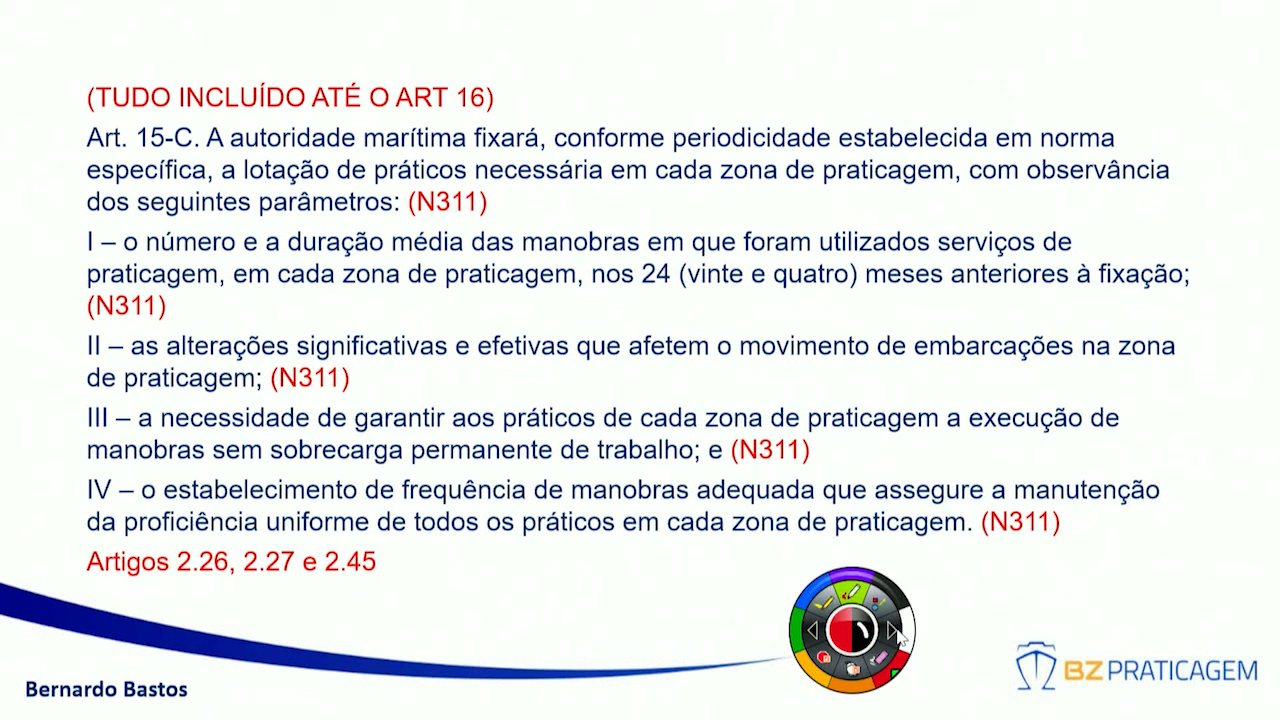 (TUDO INCLUÍDO ATÉ O ART 16)
Art. 15-C. A autoridade marítima fixará, conforme periodicidade estabelecida em norma
específica, a lotação de práticos necessária em cada zona de praticagem, com observância
dos seguintes parâmetros: (N311)
I – o número e a duração média das manobras em que foram utilizados serviços de
praticagem, em cada zona de praticagem, nos 24 (vinte e quatro) meses anteriores à fixação;
(N311)
II – as alterações significativas e efetivas que afetem o movimento de embarcações na zona
de praticagem; (N311)
III – a necessidade de garantir aos práticos de cada zona de praticagem a execução de
manobras sem sobrecarga permanente de trabalho; e (N311)
IV – o estabelecimento de frequência de manobras adequada que assegure a manutenção
da proficiência uniforme de todos os práticos em cada zona de praticagem. (N311)
Artigos 2.26, 2.27 e 2.45
Bernardo Bastos
BZPRATICAGEM